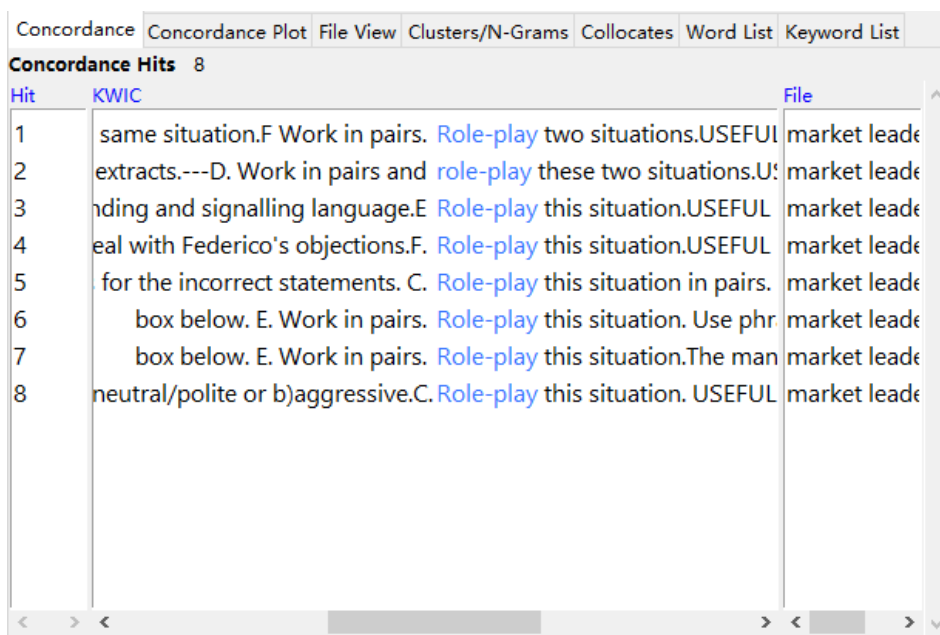 Concordance Concordance Plot File View Clusters/N-Grams Collocates Word List Keyword List
Concordance Hits 8
Hit KWIC File
1 same situation.F Work in pairs. Role-play two situations.USEFUL market leade
2 extracts.---D. Work in pairs and role-play these two situations.US market leade
3 nding and signalling language.E Role-play this situation.USEFUL market leade
4 eal with Federico's objections.F. Role-play this situation.USEFUL market leade
5 for the incorrect statements. C. Role-play this situation in pairs. market leade
6 box below. E. Work in pairs. Role-play this situation. Use phr market leade
7 box below. E. Work in pairs. Role-play this situation.The man market leade
8 neutral/polite or b)aggressive.C. Role-play this situation. USEFUL market leade